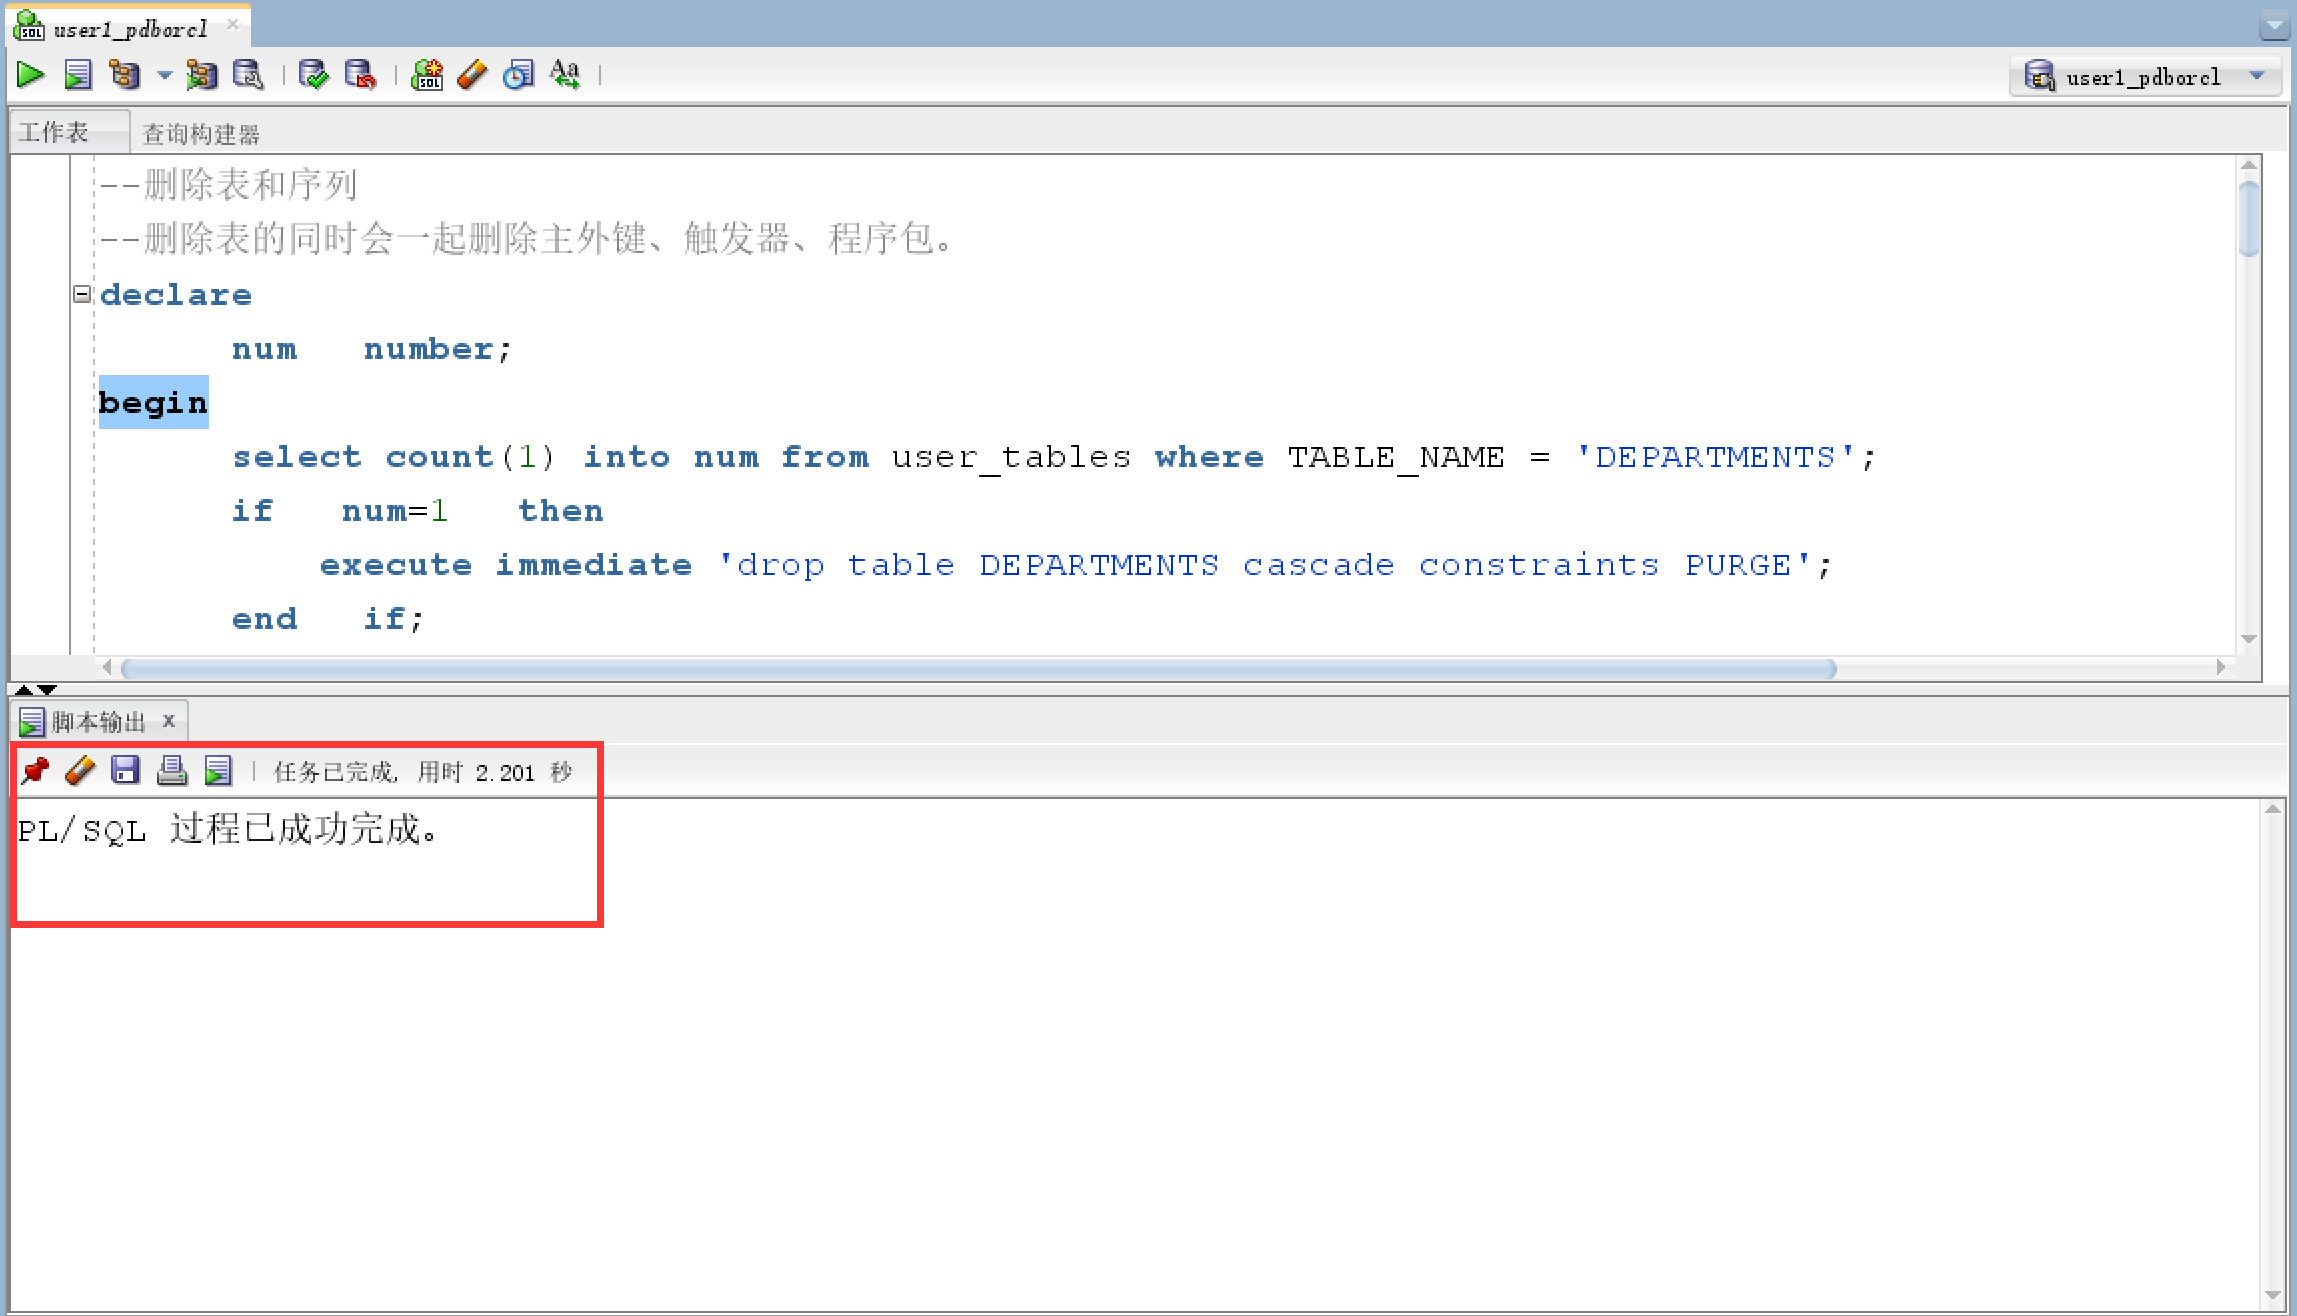 user1_pdborcl
user1_pdborcl
工作表
查询构建器
--删除表和序列
--删除表的同时会一起删除主外键、触发器、程序包。
declare
num   number;
begin
select count(1) into num from user_tables where TABLE_NAME = 'DEPARTMENTS';
if   num=1   then
execute immediate 'drop table DEPARTMENTS cascade constraints PURGE';
end   if;
脚本输出 x
任务已完成, 用时 2.201 秒
PL/SQL 过程已成功完成。